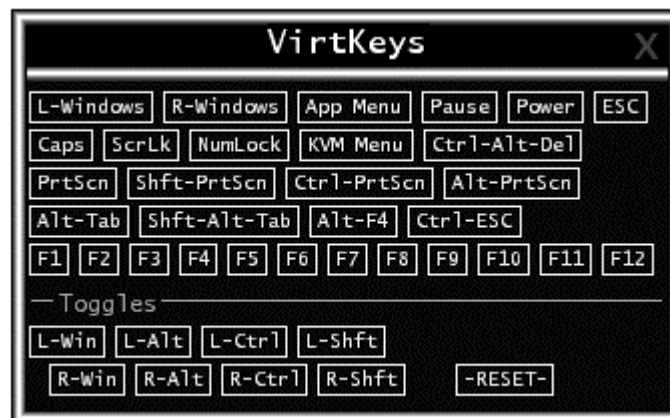 VirtKeys X
L-Windows R-Windows App Menu Pause Power ESC
Caps ScrLk NumLock KVM Menu Ctrl-Alt-Del
PrtScn Shft-PrtScn Ctrl-PrtScn Alt-PrtScn
Alt-Tab Shft-Alt-Tab Alt-F4 Ctrl-ESC
F1 F2 F3 F4 F5 F6 F7 F8 F9 F10 F11 F12
Toggles
L-Win L-Alt L-Ctrl L-Shft
R-Win R-Alt R-Ctrl R-Shft -RESET-